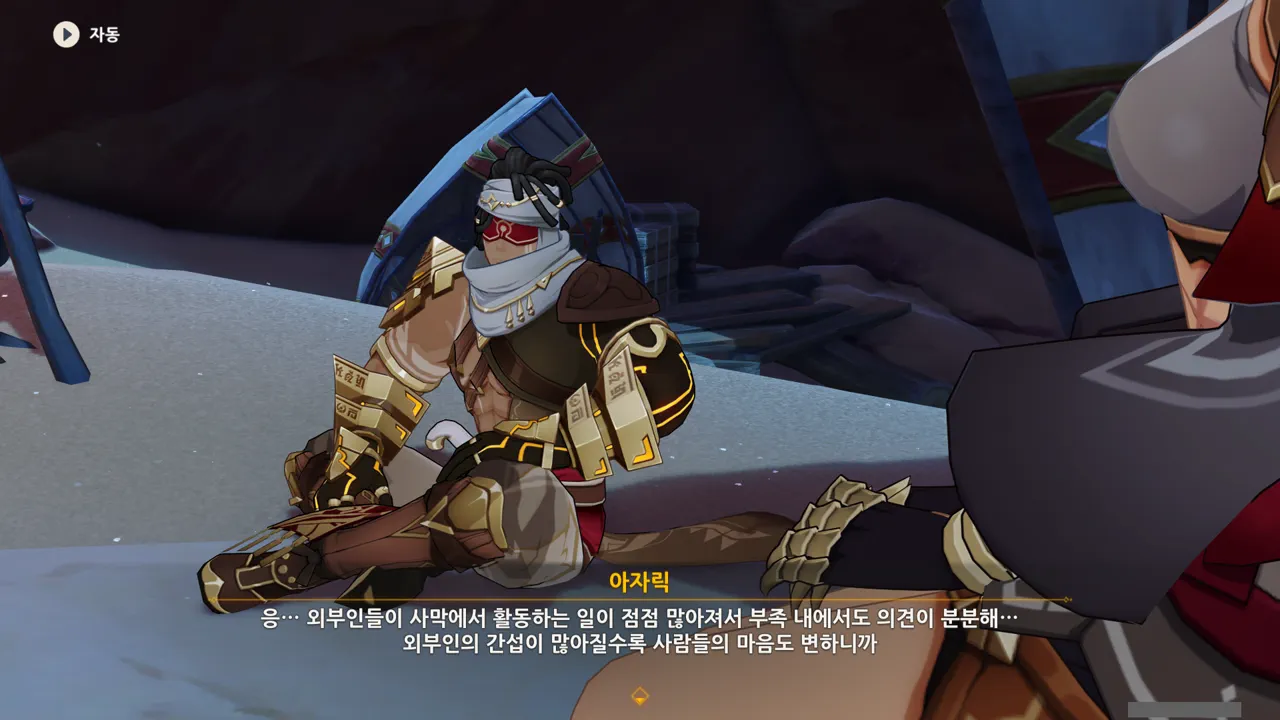 자동
아자릭
응… 외부인들이 사막에서 활동하는 일이 점점 많아져서 부족 내에서도 의견이 분분해…
외부인의 간섭이 많아질수록 사람들의 마음도 변하니까